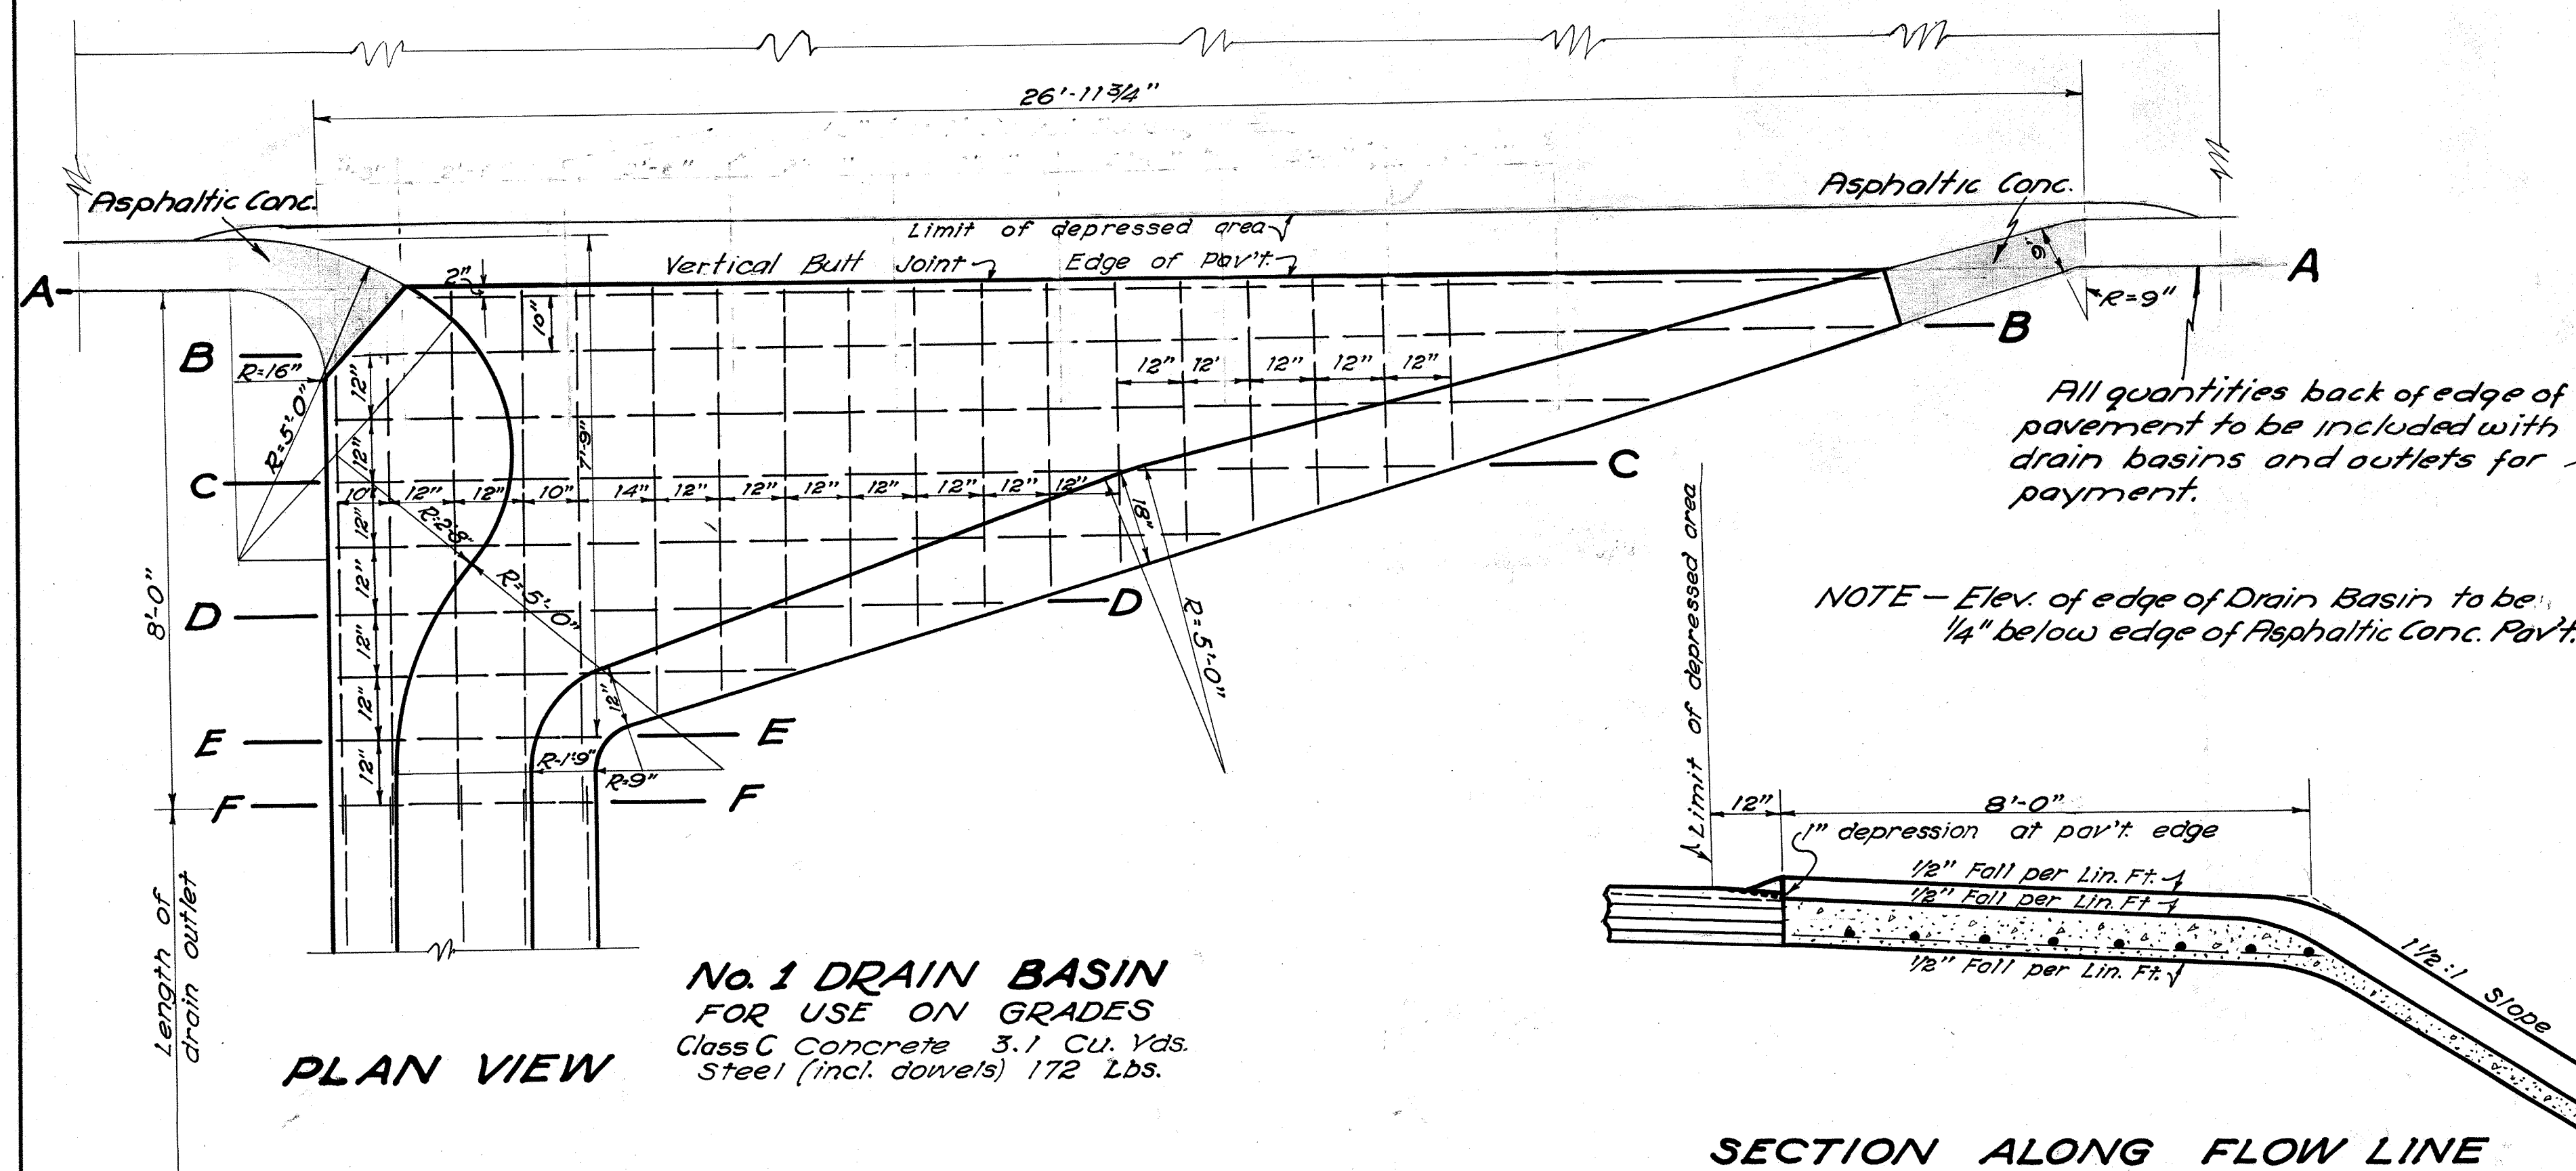 26'-11 3/4"
Asphaltic Conc.
Asphaltic Conc.
Limit of depressed area
Vertical Butt Joint
Edge of Pav't.
A
A
2"
10"
9"
R=9"
B
B
R=16"
R=5'-0"
12"
12" 12' 12" 12" 12"
All quantities back of edge of
pavement to be included with
drain basins and outlets for
payment.
12"
7'-9"
C
C
10" 12" 12" 10" 14" 12" 12" 12" 12" 12" 12" 12"
12"
R=2'-8"
18"
12"
R=5'-0"
R=5'-0"
D
D
8'-0"
12"
12"
12"
E
E
R=1'9"
R=9"
12"
F
F
Length of
drain outlet
NOTE — Elev. of edge of Drain Basin to be
1/4" below edge of Asphaltic Conc. Pav't.
Limit of depressed area
12"
8'-0"
1" depression at pav't. edge
1/2" Fall per Lin. Ft.
1/2" Fall per Lin. Ft
1/2" Fall per Lin. Ft.
1 1/2:1 Slope
No. 1 DRAIN BASIN
FOR USE ON GRADES
Class C Concrete 3.1 Cu. Yds.
Steel (incl. dowels) 172 Lbs.
PLAN VIEW
SECTION ALONG FLOW LINE